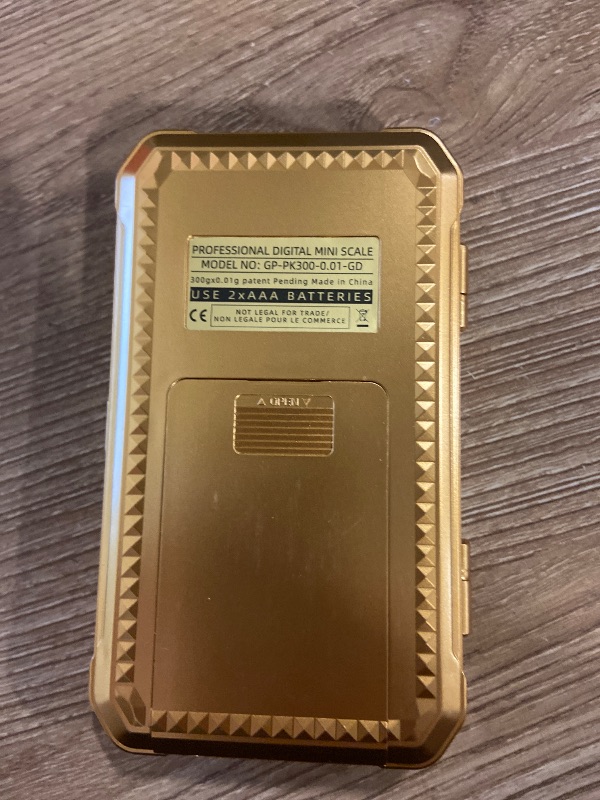 PROFESSIONAL DIGITAL MINI SCALE
MODEL NO: GP-PK300-0.01-GD
300gx0.01g patent Pending Made in China
USE 2xAAA BATTERIES
CE NOT LEGAL FOR TRADE/
NON LEGALE POUR LE COMMERCE
OPEN